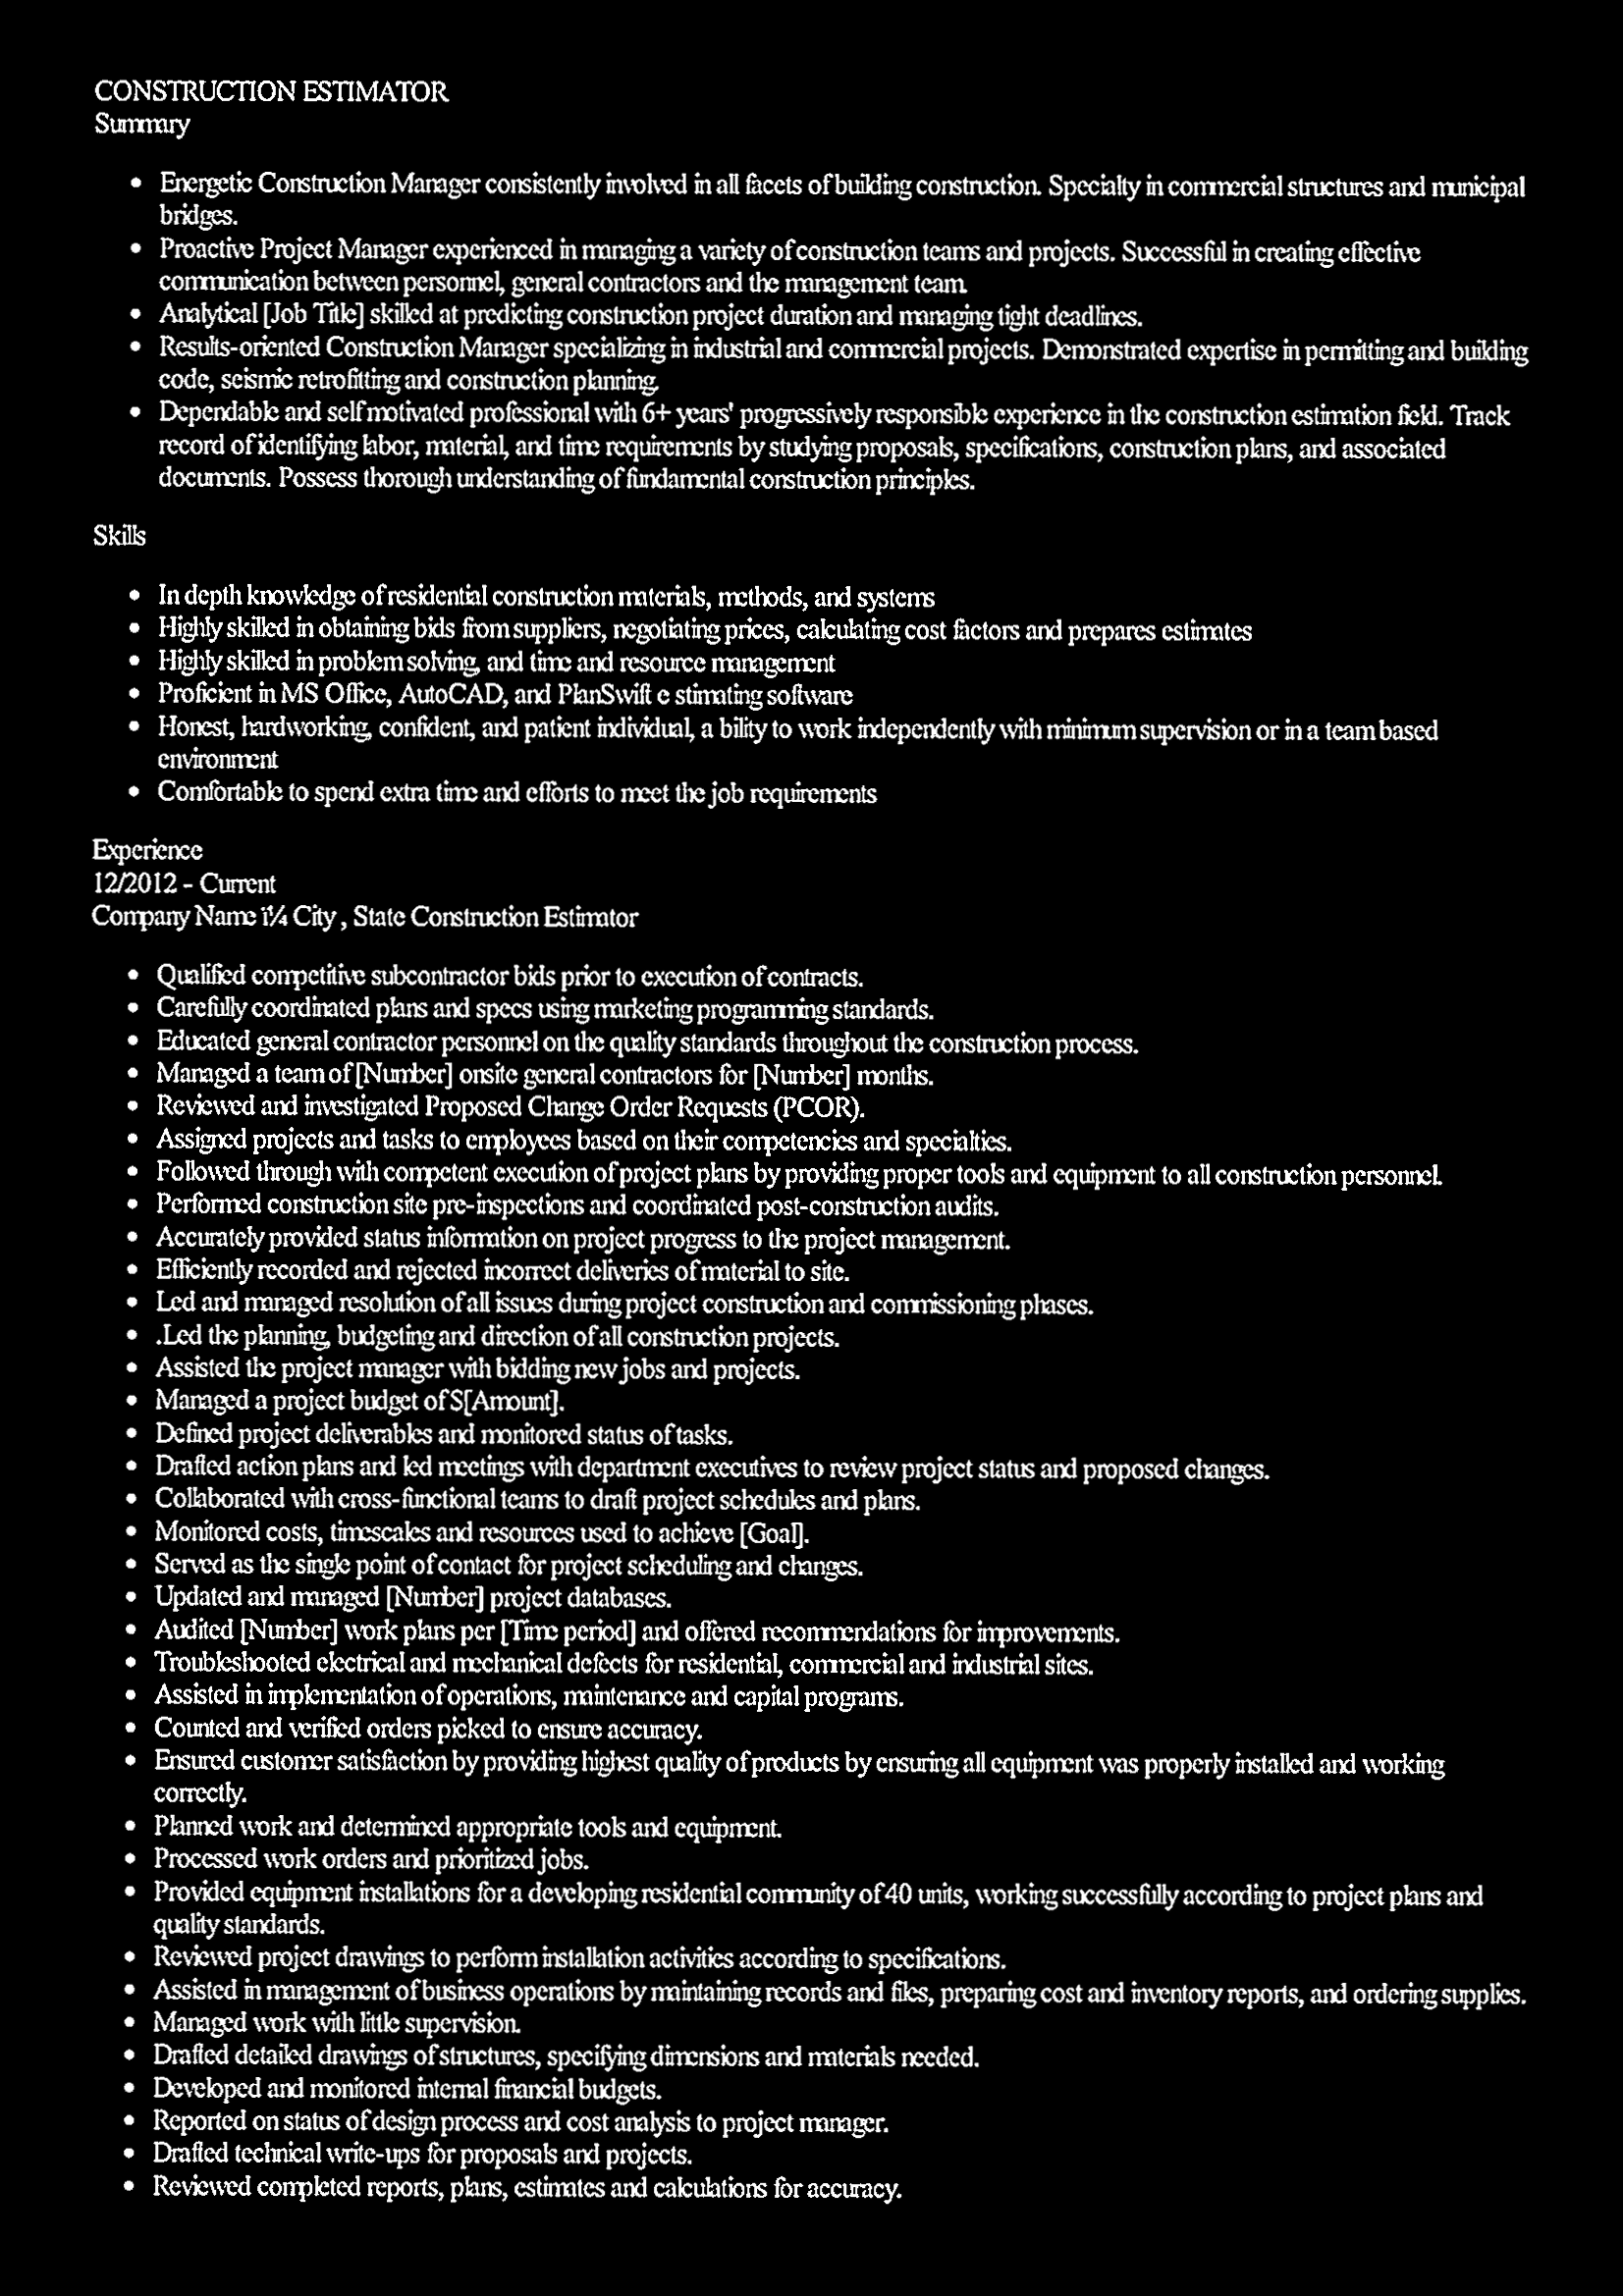 CONSTRUCTION ESTIMATOR
Summary
• Energetic Construction Manager consistently involved in all facets of building construction. Specialty in commercial structures and municipal
bridges.
• Proactive Project Manager experienced in managing a variety of construction teams and projects. Successful in creating effective
communication between personnel, general contractors and the management team.
• Analytical [Job Title] skilled at predicting construction project duration and managing tight deadlines.
• Results-oriented Construction Manager specializing in industrial and commercial projects. Demonstrated expertise in permitting and building
code, seismic retrofitting and construction planning.
• Dependable and self motivated professional with 6+ years' progressively responsible experience in the construction estimation field. Track
record of identifying labor, material, and time requirements by studying proposals, specifications, construction plans, and associated
documents. Possess thorough understanding of fundamental construction principles.
Skills
• In depth knowledge of residential construction materials, methods, and systems
• Highly skilled in obtaining bids from suppliers, negotiating prices, calculating cost factors and prepares estimates
• Highly skilled in problem solving, and time and resource management
• Proficient in MS Office, AutoCAD, and PlanSwift e stimating software
• Honest, hardworking, confident, and patient individual, a bility to work independently with minimum supervision or in a team based
environment
• Comfortable to spend extra time and efforts to meet the job requirements
Experience
12/2012 - Current
Company Name ï¼ City , State Construction Estimator
• Qualified competitive subcontractor bids prior to execution of contracts.
• Carefully coordinated plans and specs using marketing programming standards.
• Educated general contractor personnel on the quality standards throughout the construction process.
• Managed a team of [Number] onsite general contractors for [Number] months.
• Reviewed and investigated Proposed Change Order Requests (PCOR).
• Assigned projects and tasks to employees based on their competencies and specialties.
• Followed through with competent execution of project plans by providing proper tools and equipment to all construction personnel.
• Performed construction site pre-inspections and coordinated post-construction audits.
• Accurately provided status information on project progress to the project management.
• Efficiently recorded and rejected incorrect deliveries of material to site.
• Led and managed resolution of all issues during project construction and commissioning phases.
• .Led the planning, budgeting and direction of all construction projects.
• Assisted the project manager with bidding new jobs and projects.
• Managed a project budget of $[Amount].
• Defined project deliverables and monitored status of tasks.
• Drafted action plans and led meetings with department executives to review project status and proposed changes.
• Collaborated with cross-functional teams to draft project schedules and plans.
• Monitored costs, timescales and resources used to achieve [Goal].
• Served as the single point of contact for project scheduling and changes.
• Updated and managed [Number] project databases.
• Audited [Number] work plans per [Time period] and offered recommendations for improvements.
• Troubleshooted electrical and mechanical defects for residential, commercial and industrial sites.
• Assisted in implementation of operations, maintenance and capital programs.
• Counted and verified orders picked to ensure accuracy.
• Ensured customer satisfaction by providing highest quality of products by ensuring all equipment was properly installed and working
correctly.
• Planned work and determined appropriate tools and equipment.
• Processed work orders and prioritized jobs.
• Provided equipment installations for a developing residential community of 40 units, working successfully according to project plans and
quality standards.
• Reviewed project drawings to perform installation activities according to specifications.
• Assisted in management of business operations by maintaining records and files, preparing cost and inventory reports, and ordering supplies.
• Managed work with little supervision.
• Drafted detailed drawings of structures, specifying dimensions and materials needed.
• Developed and monitored internal financial budgets.
• Reported on status of design process and cost analysis to project manager.
• Drafted technical write-ups for proposals and projects.
• Reviewed completed reports, plans, estimates and calculations for accuracy.